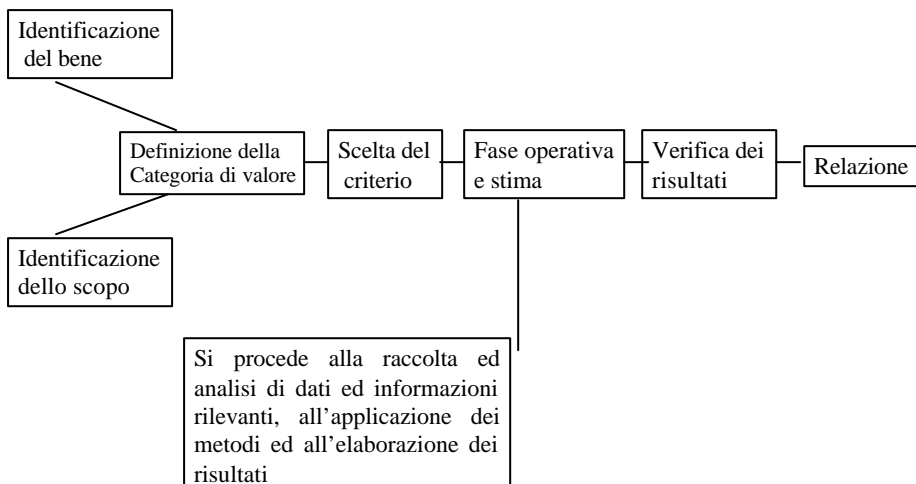 Identificazione
del bene
Definizione della
Categoria di valore
Scelta del
criterio
Fase operativa
e stima
Verifica dei
risultati
Relazione
Identificazione
dello scopo
Si procede alla raccolta ed
analisi di dati ed informazioni
rilevanti, all’applicazione dei
metodi ed all’elaborazione dei
risultati